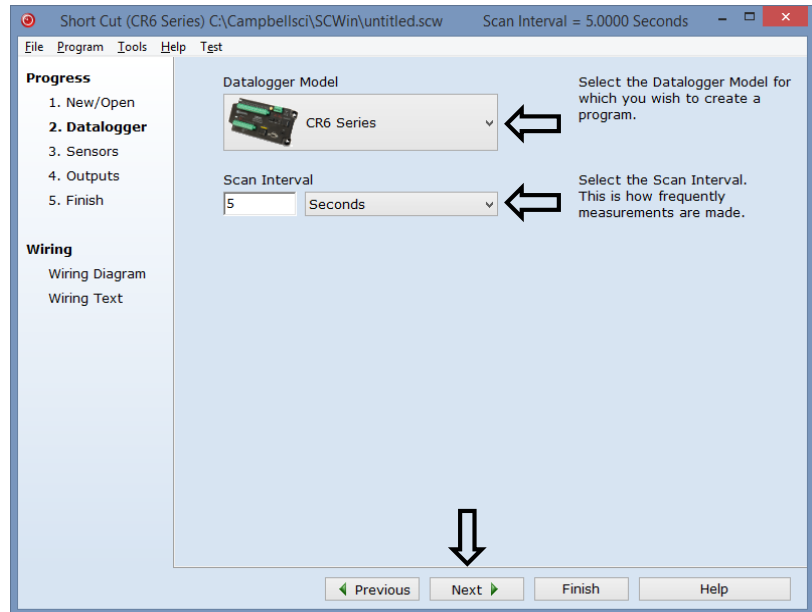 Short Cut (CR6 Series) C:\Campbellsci\SCWin\untitled.scw Scan Interval = 5.0000 Seconds
File Program Tools Help Test
Progress
1. New/Open
2. Datalogger
3. Sensors
4. Outputs
5. Finish
Wiring
Wiring Diagram
Wiring Text
Datalogger Model
CR6 Series
Select the Datalogger Model for
which you wish to create a
program.
Scan Interval
5 Seconds
Select the Scan Interval.
This is how frequently
measurements are made.
Previous Next Finish Help